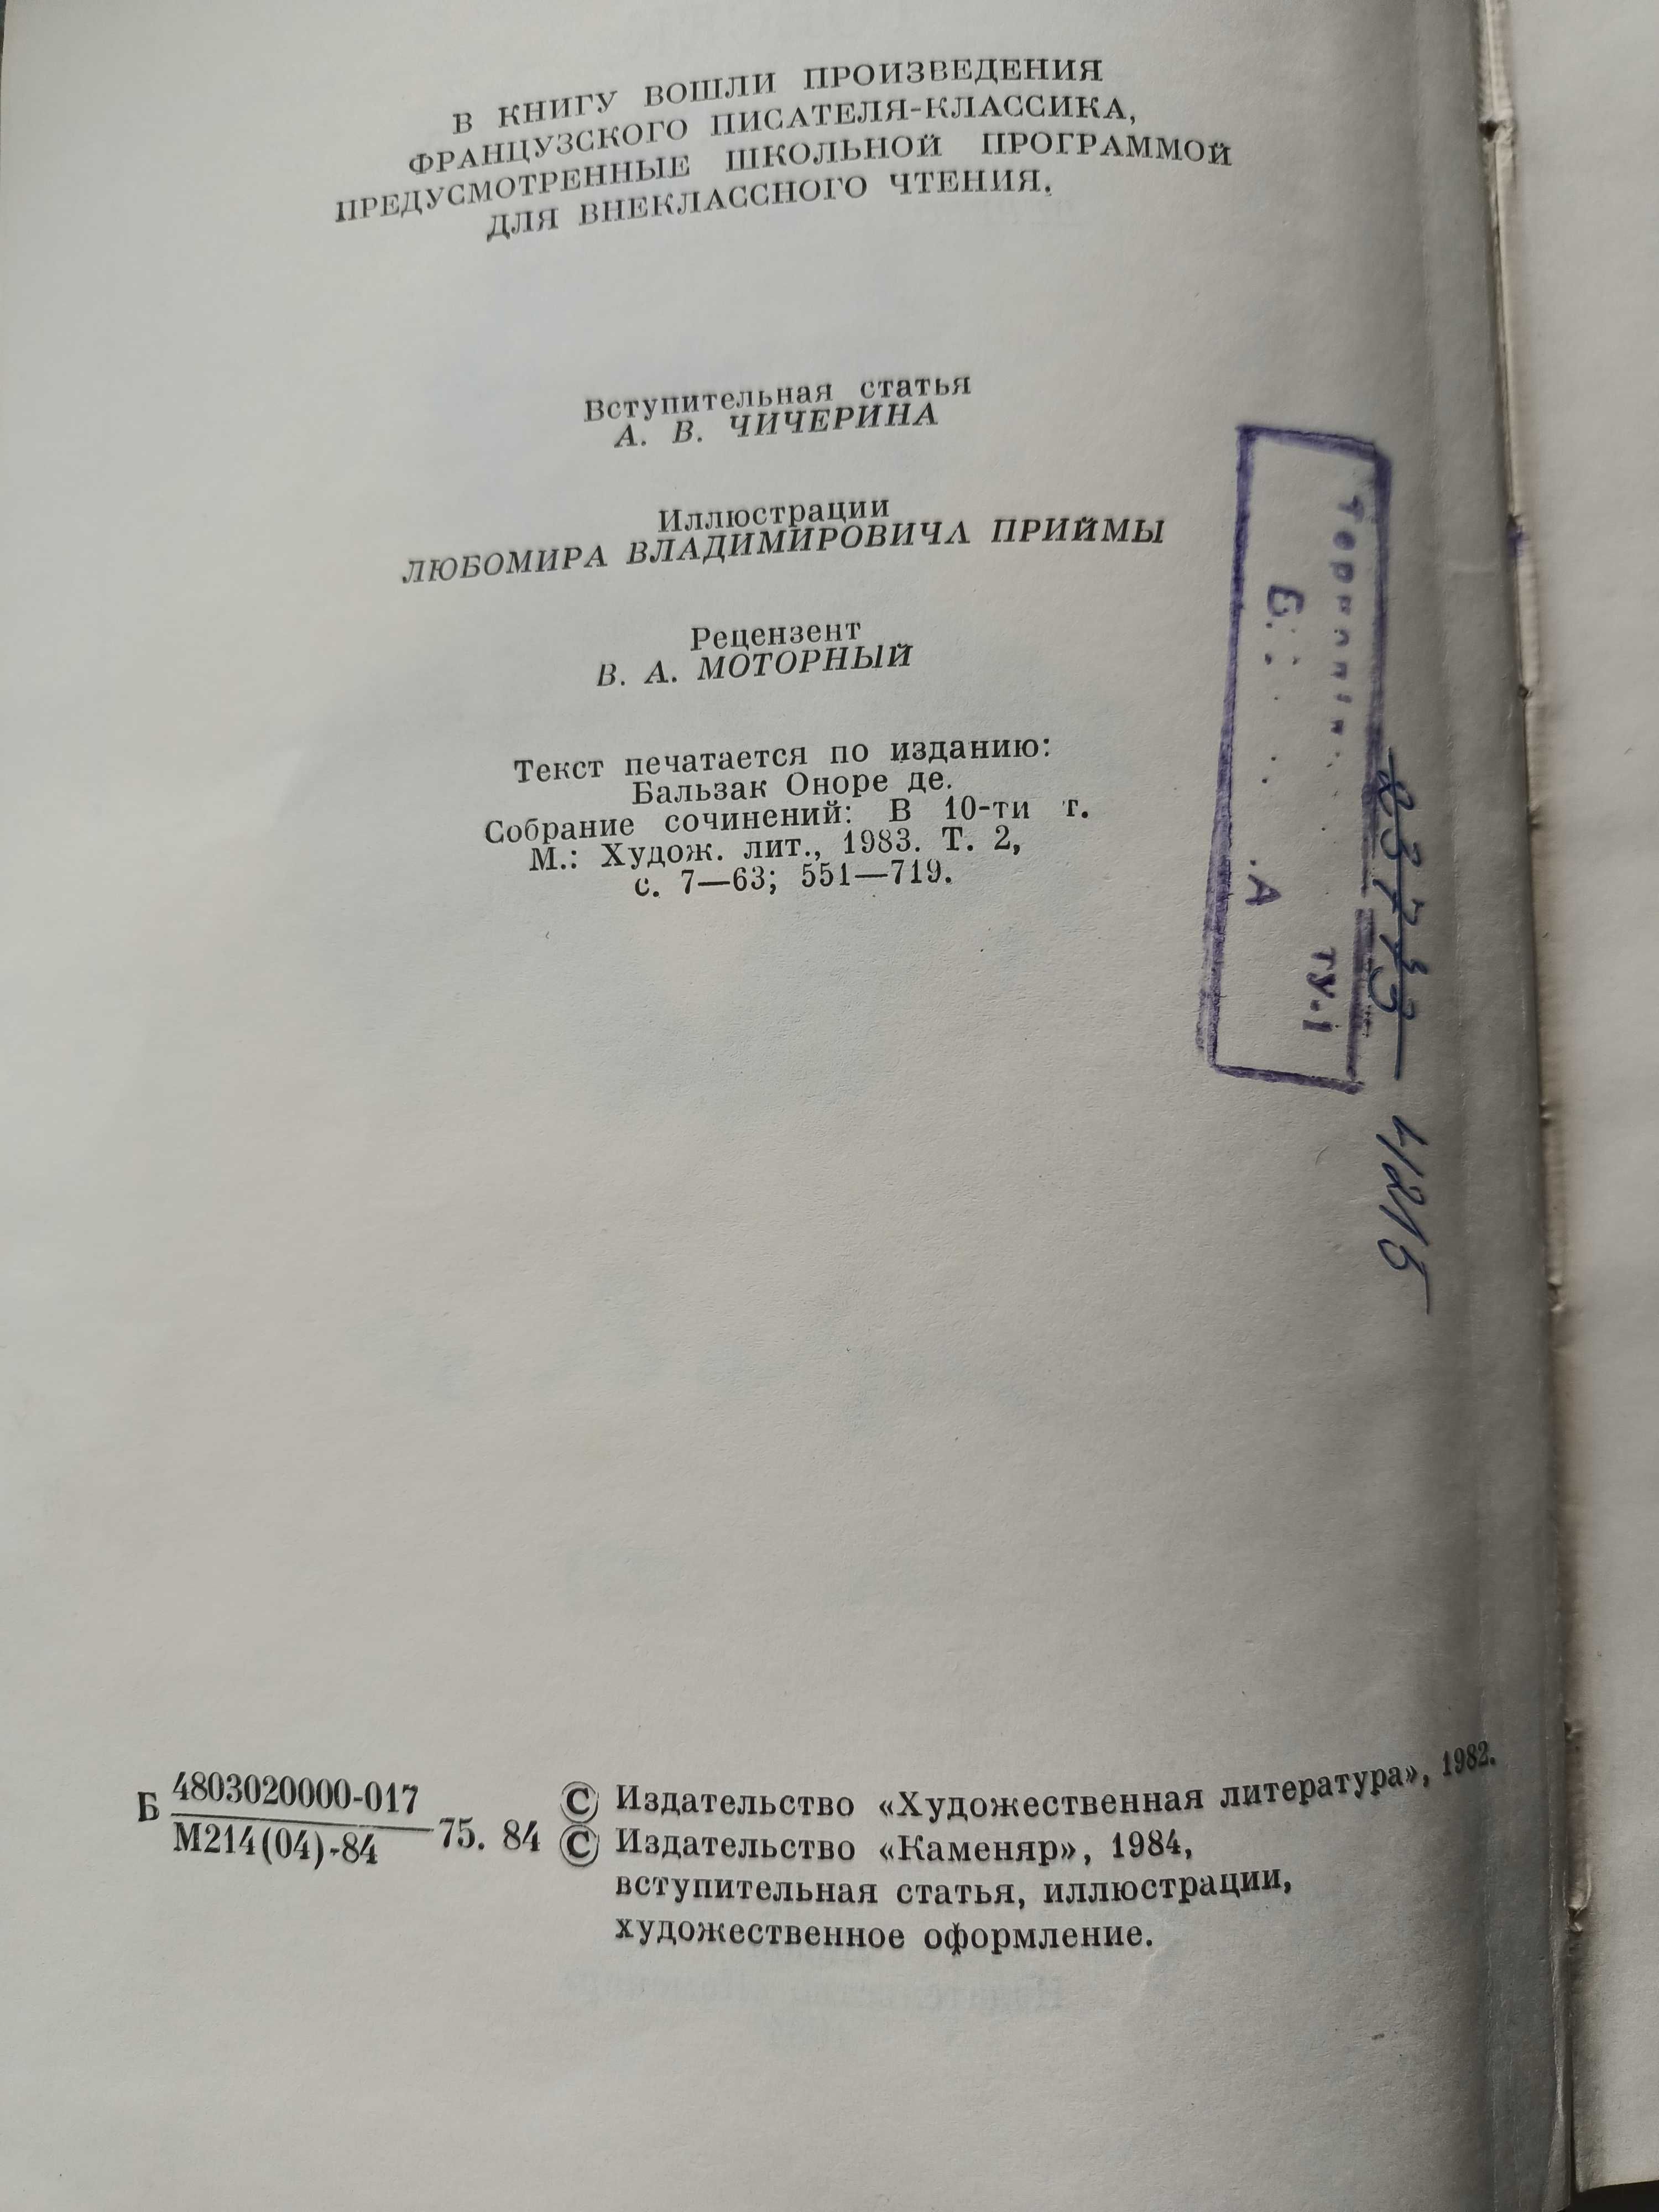 В КНИГУ ВОШЛИ ПРОИЗВЕДЕНИЯ
ФРАНЦУЗСКОГО ПИСАТЕЛЯ-КЛАССИКА,
ПРЕДУСМОТРЕННЫЕ ШКОЛЬНОЙ ПРОГРАММОЙ
ДЛЯ ВНЕКЛАССНОГО ЧТЕНИЯ.
Вступительная статья
А. В. ЧИЧЕРИНА
Иллюстрации
ЛЮБОМИРА ВЛАДИМИРОВИЧА ПРИЙМЫ
Рецензент
В. А. МОТОРНЫЙ
Текст печатается по изданию:
Бальзак Оноре де.
Собрание сочинений: В 10-ти т.
М.: Худож. лит., 1983. Т. 2,
с. 7—63; 551—719.
4215
Б 4803020000-017
М214(04)-84 75. 84
© Издательство «Художественная литература», 1982.
© Издательство «Каменяр», 1984,
вступительная статья, иллюстрации,
художественное оформление.